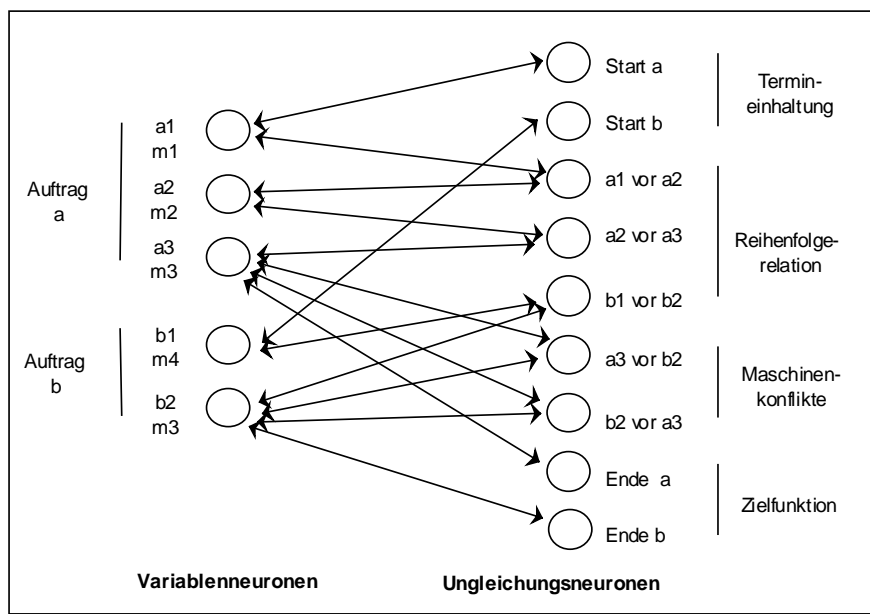 Auftrag
a
a1
m1
a2
m2
a3
m3
Auftrag
b
b1
m4
b2
m3
Start a
Start b
a1 vor a2
a2 vor a3
b1 vor b2
a3 vor b2
b2 vor a3
Ende a
Ende b
Termin-
einhaltung
Reihenfolge-
relation
Maschinen-
konflikte
Zielfunktion
Variablenneuronen
Ungleichungsneuronen